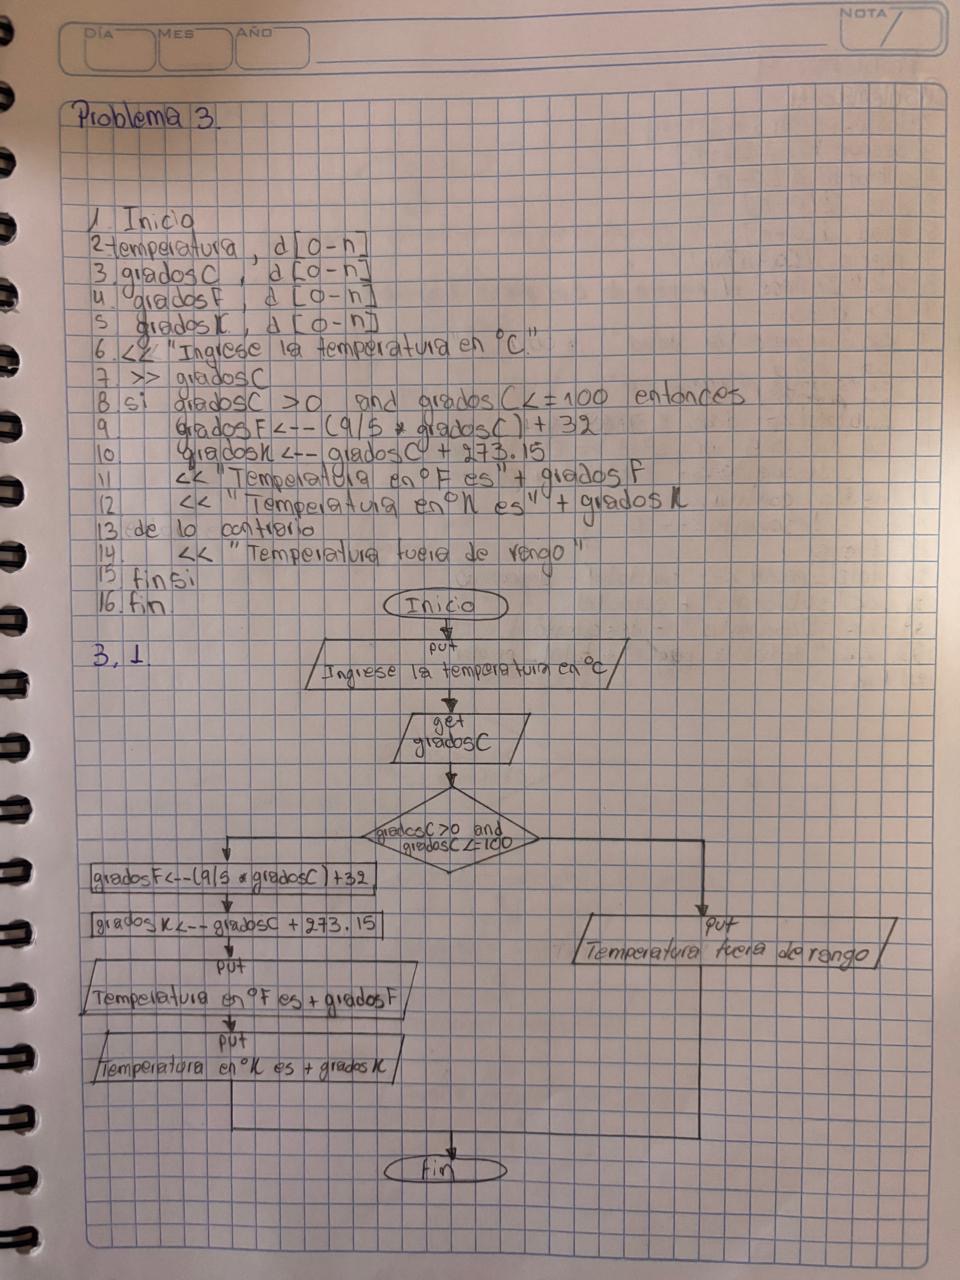 DÍA MES AÑO NOTA
Problema 3.
1. Inicio
2. temperatura, d [0-n]
3. gradosC, d [0-n]
4. gradosF, d [0-n]
5 gradosK, d [0-n]
6. << "Ingrese la temperatura en °C"
7. >> gradosC
8 si gradosC >0 and gradosC<=100 entonces
9 gradosF<--(9/5 * gradosC) + 32
10 gradosK <-- gradosC + 273.15
11 << "Temperatura en °F es" + gradosF
12 << "Temperatura en °K es" + gradosK
13 de lo contrario
14 << "Temperatura fuera de rango"
15 finsi
16. fin
Inicio
3.1.
put
Ingrese la temperatura en °C
get
gradosC
gradosC>0 and
gradosC<=100
gradosF<--(9/5 * gradosC) +32
gradosK<-- gradosC + 273.15
put
Temperatura fuera de rango
put
Temperatura en °F es + gradosF
put
Temperatura en °K es + gradosK
fin